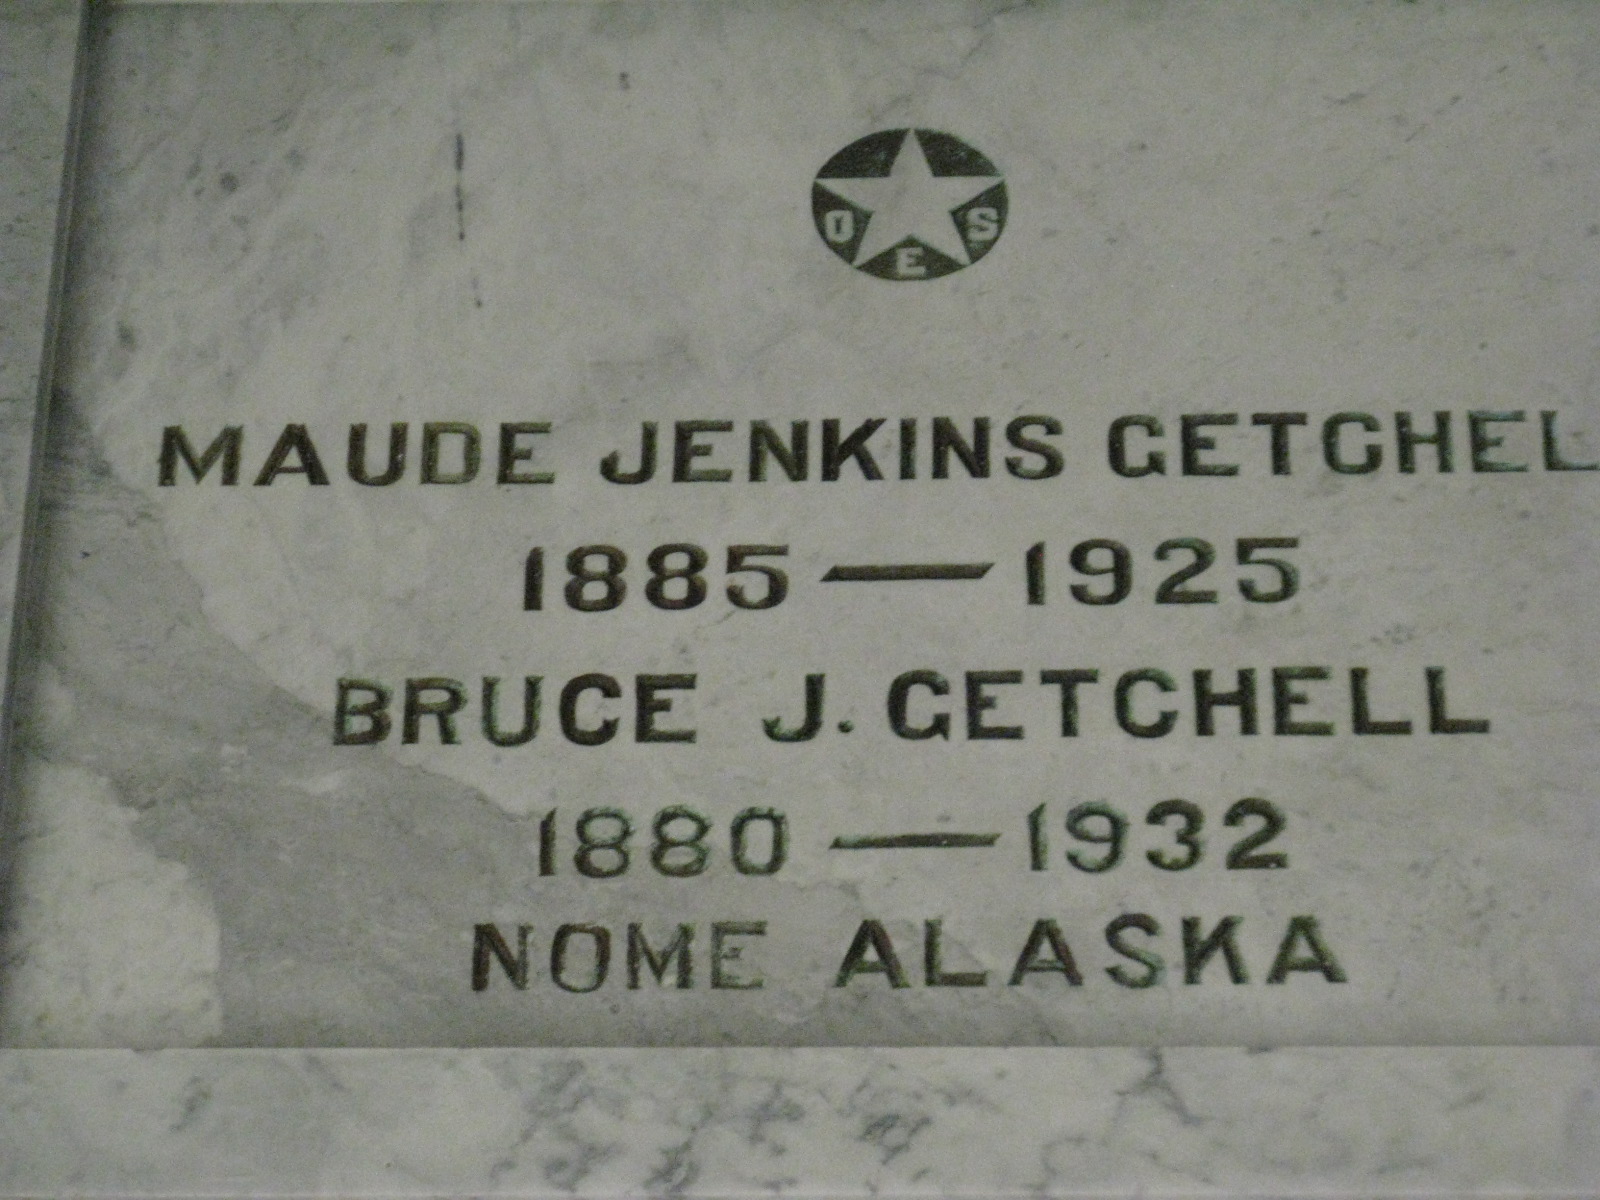 O E S
MAUDE JENKINS GETCHEL
1885 — 1925
BRUCE J. GETCHELL
1880 — 1932
NOME ALASKA